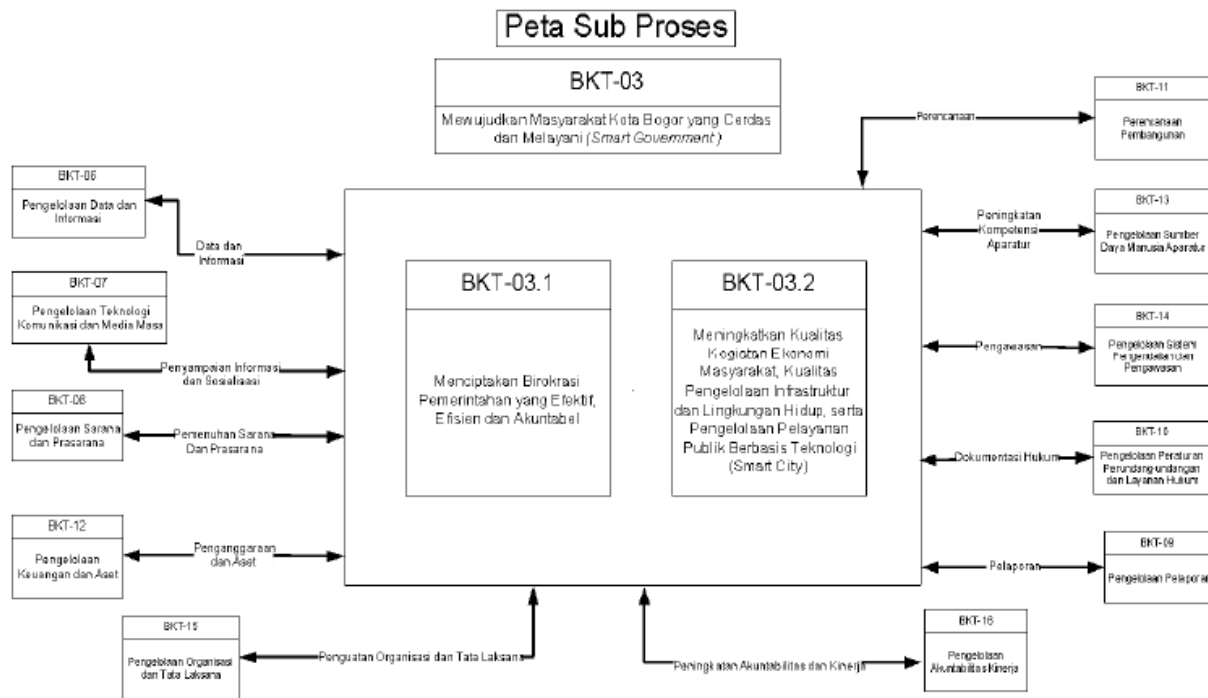 Peta Sub Proses
BKT-03
Mewujudkan Masyarakat Kota Bogor yang Cerdas
dan Melayani (Smart Government)
BKT-11
Perencanaan
Pembangunan
Perencanaan
BKT-06
Pengelolaan Data dan
Informasi
Data dan
Informasi
BKT-13
Pengelolaan Sumber
Daya Manusia Aparatur
Peningkatan
Kompetensi
Aparatur
BKT-07
Pengelolaan Teknologi
Komunikasi dan Media Masa
Penyampaian Informasi
dan Sosialisasi
BKT-03.1
Menciptakan Birokrasi
Pemerintahan yang Efektif,
Efisien dan Akuntabel
BKT-03.2
Meningkatkan Kualitas
Kegiatan Ekonomi
Masyarakat, Kualitas
Pengelolaan Infrastruktur
dan Lingkungan Hidup, serta
Pengelolaan Pelayanan
Publik Berbasis Teknologi
(Smart City)
BKT-14
Pengelolaan Sistem
Pengendalian dan
Pengawasan
Pengawasan
Pengelolaan Sarana
dan Prasarana
Pemenuhan Sarana
Dan Prasarana
BKT-10
Pengelolaan Peraturan
Perundang-undangan
dan Layanan Hukum
Dokumentasi Hukum
BKT-12
Pengelolaan
Keuangan dan Aset
Penganggaraan
dan Aset
BKT-09
Pengelolaan Pelaporan
Pelaporan
BKT-15
Pengelolaan Organisasi
dan Tata Laksana
Penguatan Organisasi dan Tata Laksana
BKT-16
Pengelolaan
Akuntabilitas Kinerja
Peningkatan Akuntabilitas dan Kinerja